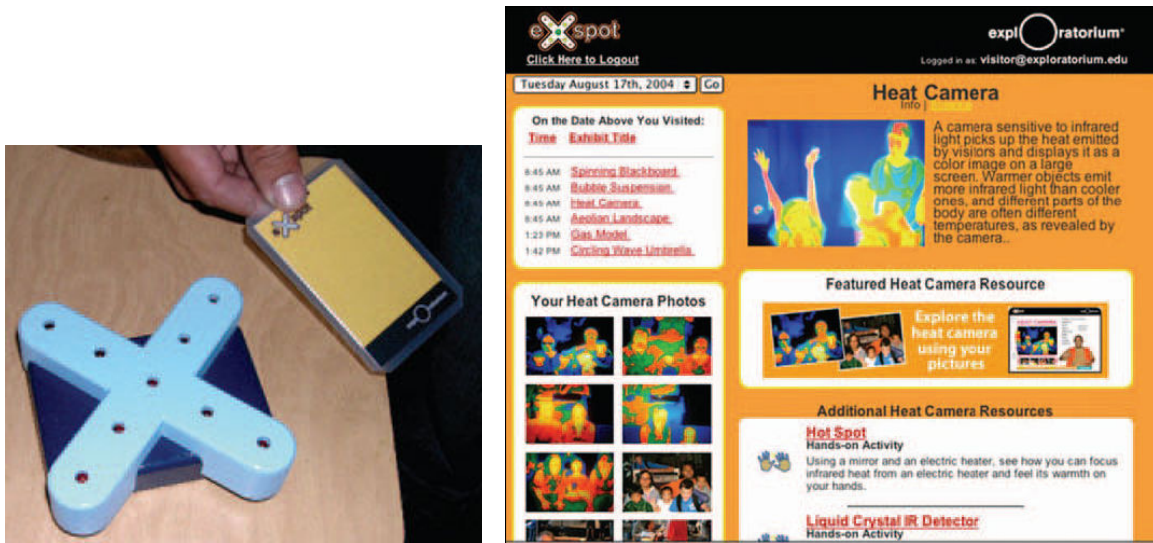 eXspot
Click Here to Logout
expl ratorium®
Logged in as: visitor@exploratorium.edu
Tuesday August 17th, 2004 Go
On the Date Above You Visited:
Time Exhibit Title
8:45 AM Spinning Blackboard
8:45 AM Bubble Suspension
8:45 AM Heat Camera
8:45 AM Aeolian Landscape
1:23 PM Gas Model
1:42 PM Circling Wave Umbrella
Your Heat Camera Photos
Heat Camera
Info |
A camera sensitive to infrared
light picks up the heat emitted
by visitors and displays it as a
color image on a large
screen. Warmer objects emit
more infrared light than cooler
ones, and different parts of the
body are often different
temperatures, as revealed by
the camera..
Featured Heat Camera Resource
Explore the
heat camera
using your
pictures
Additional Heat Camera Resources
Hot Spot
Hands-on Activity
Using a mirror and an electric heater, see how you can focus
infrared heat from an electric heater and feel its warmth on
your hands.
Liquid Crystal IR Detector
Hands-on Activity